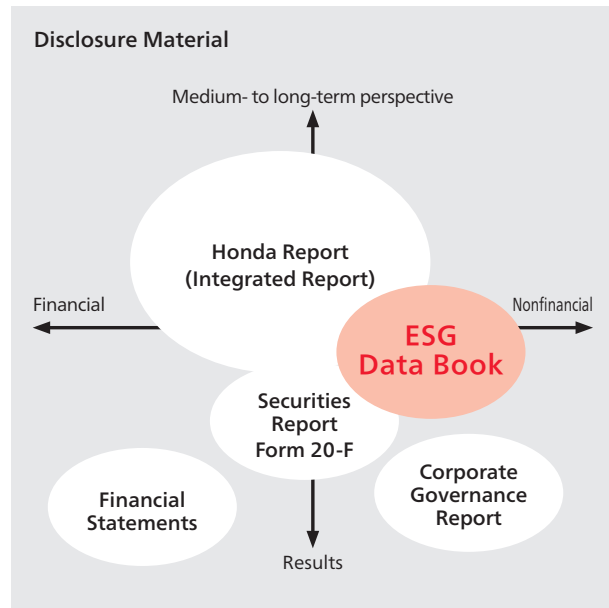 Disclosure Material
Medium- to long-term perspective
Honda Report
(Integrated Report)
Financial
Nonfinancial
ESG
Data Book
Securities
Report
Form 20-F
Financial
Statements
Corporate
Governance
Report
Results